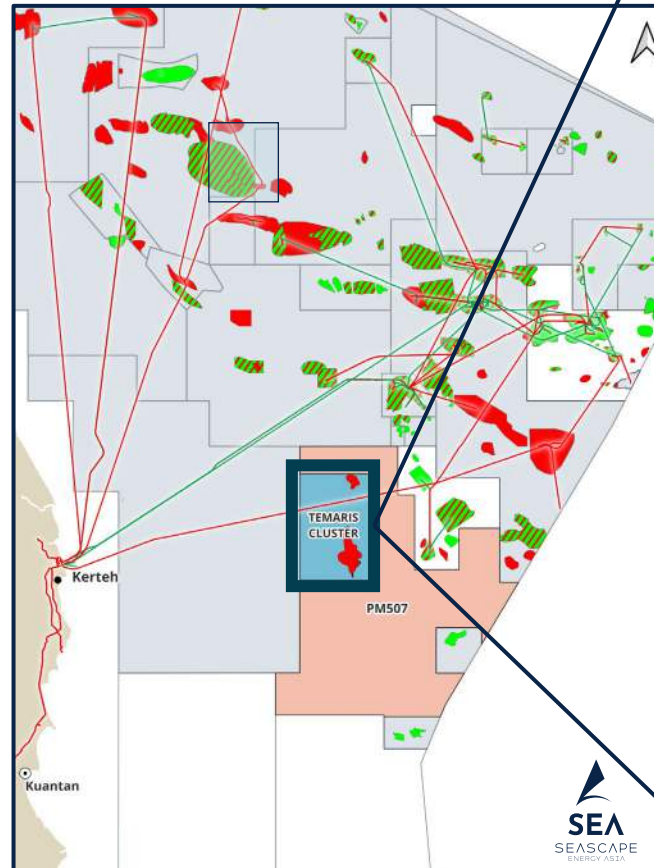 TEMARIS
CLUSTER
Kerteh
PM507
Kuantan
SEA
SEASCAPE
ENERGY ASIA